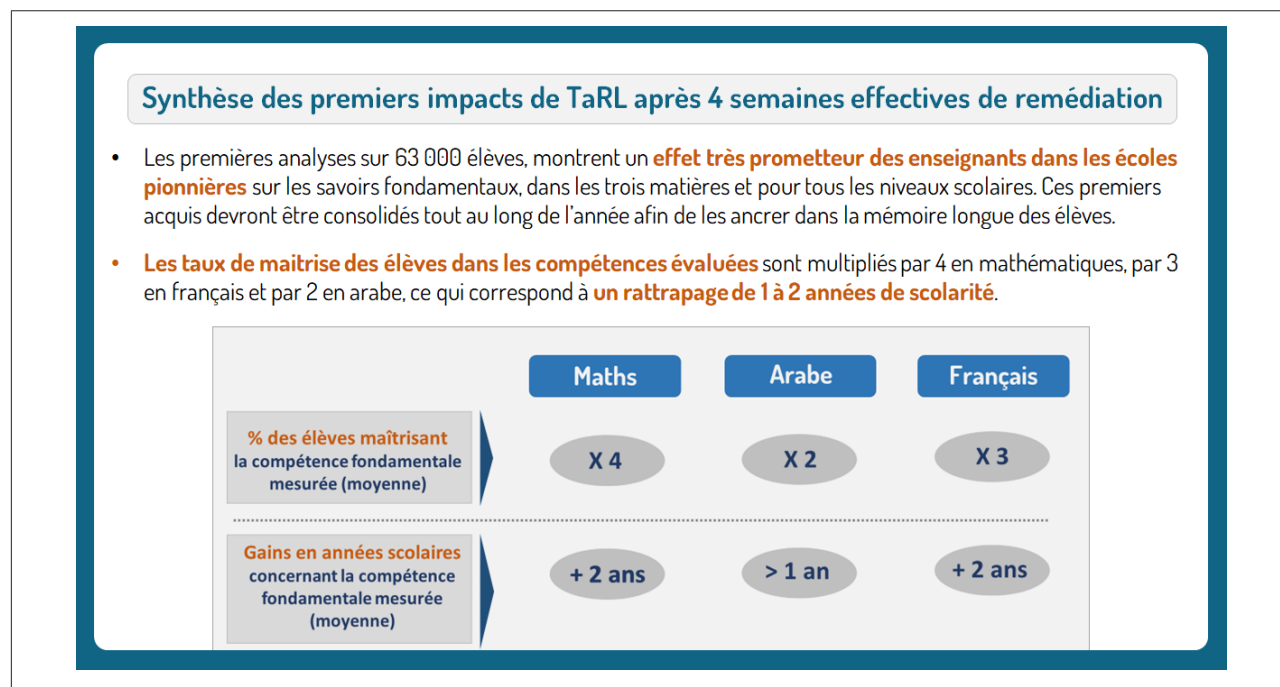 Synthèse des premiers impacts de TaRL après 4 semaines effectives de remédiation
• Les premières analyses sur 63 000 élèves, montrent un effet très prometteur des enseignants dans les écoles
pionnières sur les savoirs fondamentaux, dans les trois matières et pour tous les niveaux scolaires. Ces premiers
acquis devront être consolidés tout au long de l'année afin de les ancrer dans la mémoire longue des élèves.
• Les taux de maitrise des élèves dans les compétences évaluées sont multipliés par 4 en mathématiques, par 3
en français et par 2 en arabe, ce qui correspond à un rattrapage de 1 à 2 années de scolarité.
Maths Arabe Français
% des élèves maîtrisant
la compétence fondamentale
mesurée (moyenne)
X 4 X 2 X 3
Gains en années scolaires
concernant la compétence
fondamentale mesurée
(moyenne)
+ 2 ans > 1 an + 2 ans